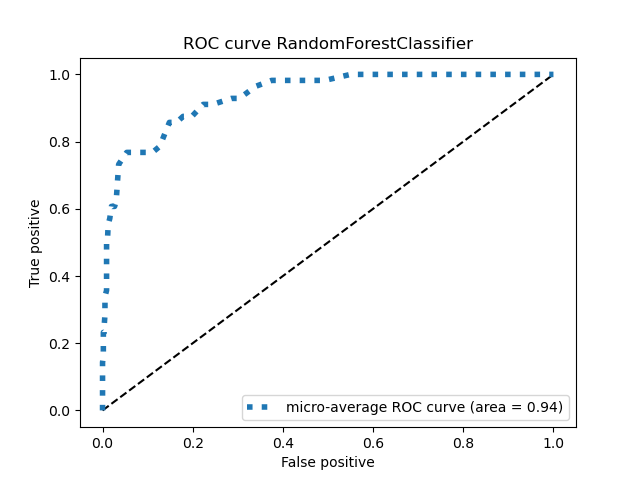 ROC curve RandomForestClassifier
1.0
0.8
0.6
0.4
0.2
0.0
True positive
micro-average ROC curve (area = 0.94)
0.0 0.2 0.4 0.6 0.8 1.0
False positive